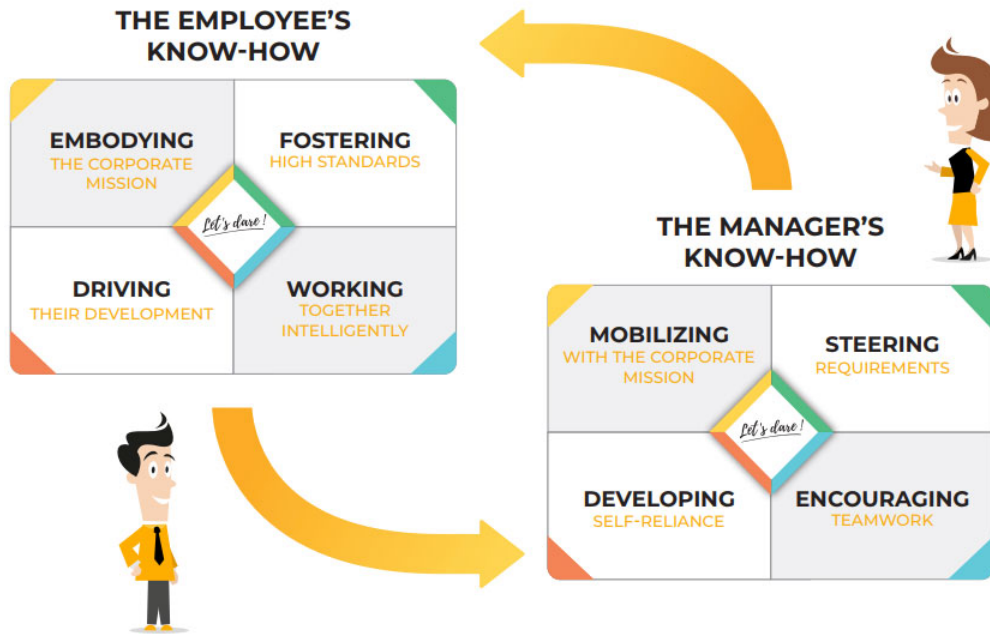 THE EMPLOYEE'S
KNOW-HOW
EMBODYING
THE CORPORATE
MISSION
FOSTERING
HIGH STANDARDS
Let's dare !
DRIVING
THEIR DEVELOPMENT
WORKING
TOGETHER
INTELLIGENTLY
THE MANAGER'S
KNOW-HOW
MOBILIZING
WITH THE CORPORATE
MISSION
STEERING
REQUIREMENTS
Let's dare !
DEVELOPING
SELF-RELIANCE
ENCOURAGING
TEAMWORK